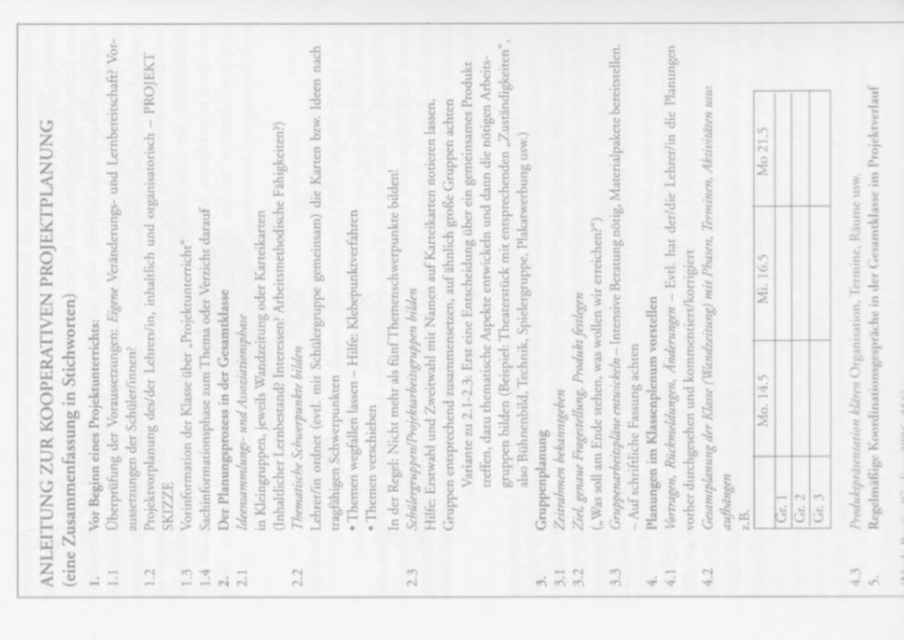 ANLEITUNG ZUR KOOPERATIVEN PROJEKTPLANUNG
(eine Zusammenfassung in Stichworten)
1. Vor Beginn eines Projektunterrichts:
1.1 Überprüfung der Voraussetzungen: Eigene Veränderungs- und Lernbereitschaft? Vor-
aussetzungen der Schüler/innen?
1.2 Projektvorplanung des/der Lehrers/in, inhaltlich und organisatorisch – PROJEKT
SKIZZE
1.3 Vorinformation der Klasse über „Projektunterricht“
1.4 Sachinformationsphase zum Thema oder Verzicht darauf
2. Der Planungsprozess in der Gesamtklasse
2.1 Ideensammlung- und Assoziationsphase
in Kleingruppen, jeweils Wandzeitung oder Karteikarten
(Inhaltlicher Lernbestand? Interessen? Arbeitsmethodische Fähigkeiten?)
2.2 Thematische Schwerpunkte bilden
Lehrer/in ordnet (evtl. mit Schülergruppe gemeinsam) die Karten bzw. Ideen nach
tragfähigen Schwerpunkten
• Themen wegfallen lassen – Hilfe: Klebepunktverfahren
• Themen verschieben
In der Regel: Nicht mehr als fünf Themenschwerpunkte bilden!
2.3 Schülergruppen/Projektarbeitsgruppen bilden
Hilfe: Erstwahl und Zweitwahl mit Namen auf Karteikarten notieren lassen,
Gruppen entsprechend zusammensetzen, auf ähnlich große Gruppen achten
Variante zu 2.1-2.3: Erst eine Entscheidung über ein gemeinsames Produkt
treffen, dazu thematische Aspekte entwickeln und dann die nötigen Arbeits-
gruppen bilden (Beispiel: Theaterstück mit entsprechenden „Zuständigkeiten“,
also Bühnenbild, Technik, Spielergruppe, Plakatwerbung usw.)
3. Gruppenplanung
3.1 Zeitrahmen bekanntgeben
3.2 Ziel, genaue Fragestellung, Produkt festlegen
(„Was soll am Ende stehen, was wollen wir erreichen?“)
3.3 Gruppenarbeitspläne entwickeln – Intensive Beratung nötig, Materialpakete bereitstellen.
– Auf schriftliche Fassung achten
4. Planungen im Klassenplenum vorstellen
4.1 Vortragen, Rückmeldungen, Änderungen – Evtl. hat der/die Lehrer/in die Planungen
vorher durchgesehen und kommentiert/korrigiert
4.2 Gesamtplanung der Klasse (Wandzeitung) mit Phasen, Terminen, Aktivitäten usw.
aufhängen
z.B.
Mo. 14.5 Mi. 16.5 Mo 21.5
Gr. 1
Gr. 2
Gr. 3
4.3 Produktpräsentation klären Organisation, Termine, Räume usw.
5. Regelmäßige Koordinationsgespräche in der Gesamtklasse im Projektverlauf